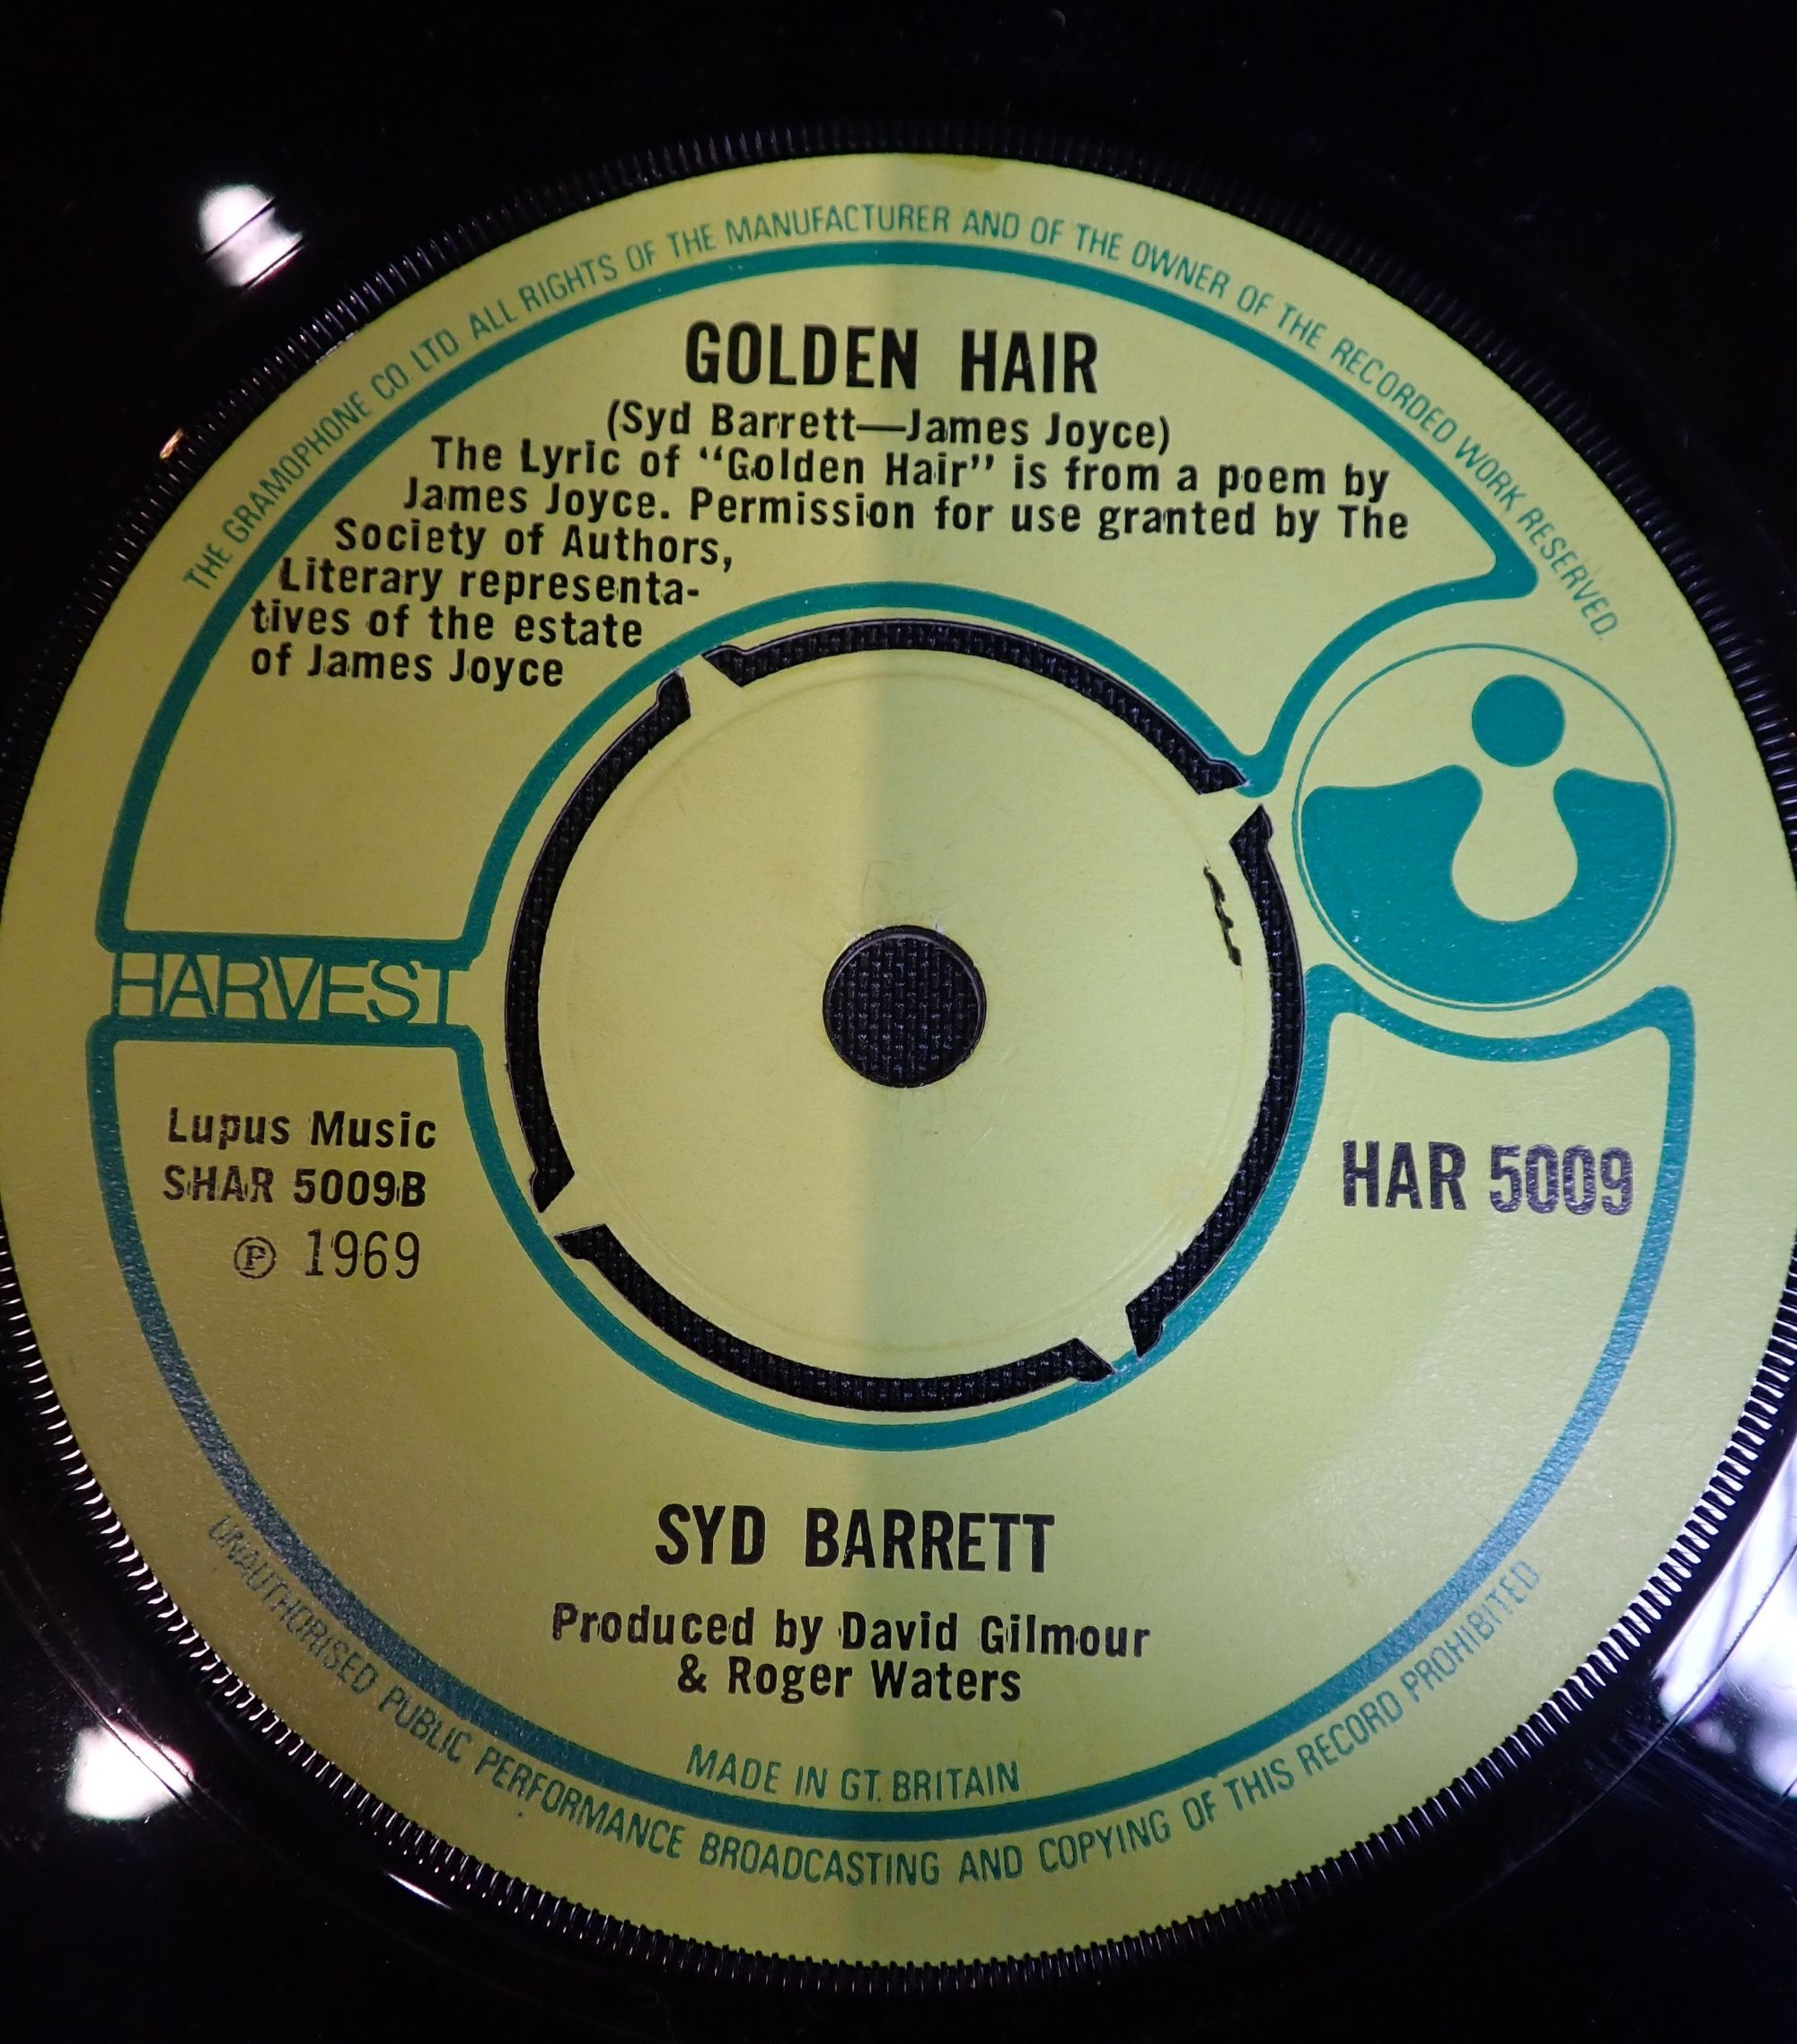 THE GRAMOPHONE CO. LTD. ALL RIGHTS OF THE MANUFACTURER AND OF THE OWNER OF THE RECORDED WORK RESERVED.
GOLDEN HAIR
(Syd Barrett—James Joyce)
The Lyric of “Golden Hair” is from a poem by
James Joyce. Permission for use granted by The
Society of Authors,
Literary representa-
tives of the estate
of James Joyce
HARVEST
Lupus Music
SHAR 5009B
℗ 1969
HAR 5009
SYD BARRETT
Produced by David Gilmour
& Roger Waters
MADE IN GT. BRITAIN
UNAUTHORISED PUBLIC PERFORMANCE BROADCASTING AND COPYING OF THIS RECORD PROHIBITED